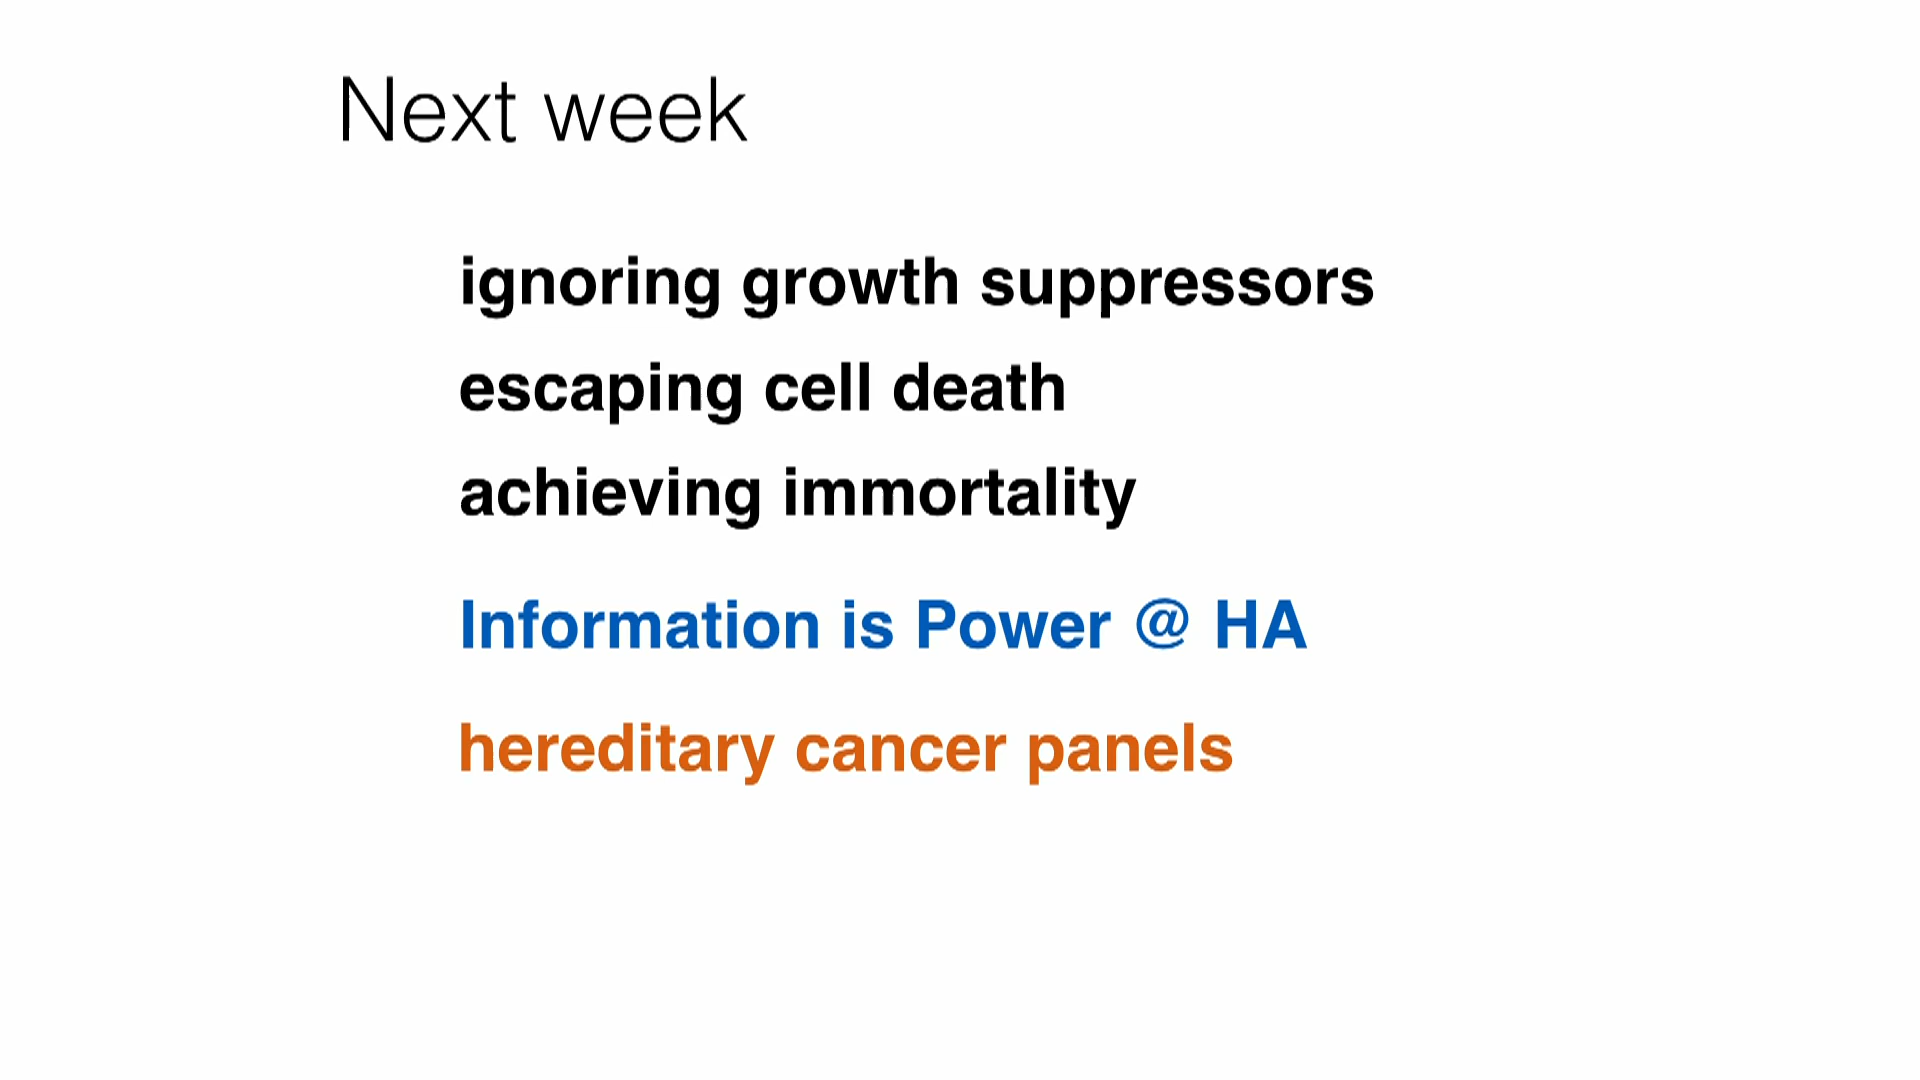 Next week
ignoring growth suppressors
escaping cell death
achieving immortality
Information is Power @ HA
hereditary cancer panels